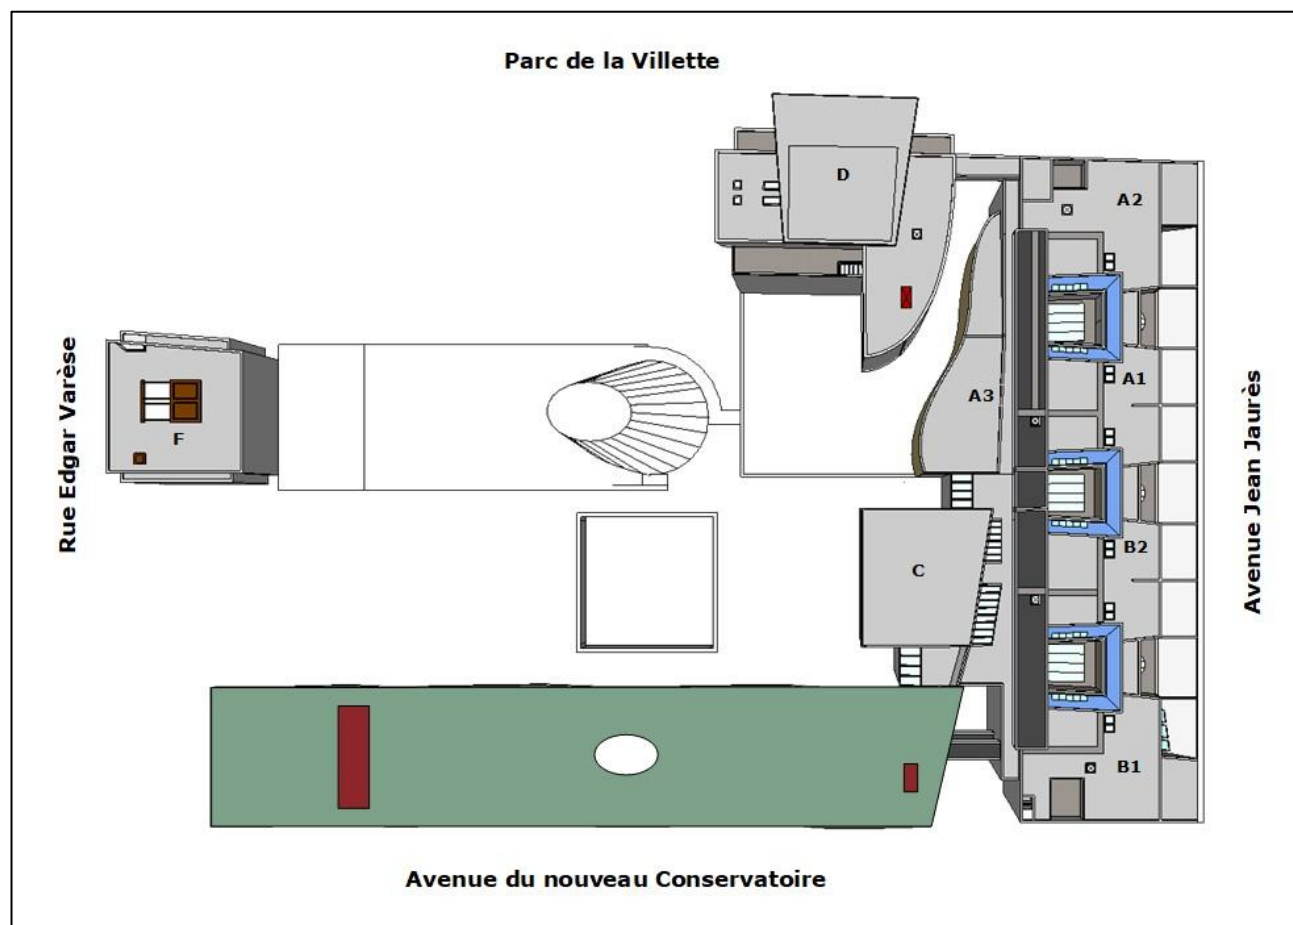 Parc de la Villette
D
A2
Rue Edgar Varèse
F
A3
A1
Avenue Jean Jaurès
C
B2
B1
Avenue du nouveau Conservatoire